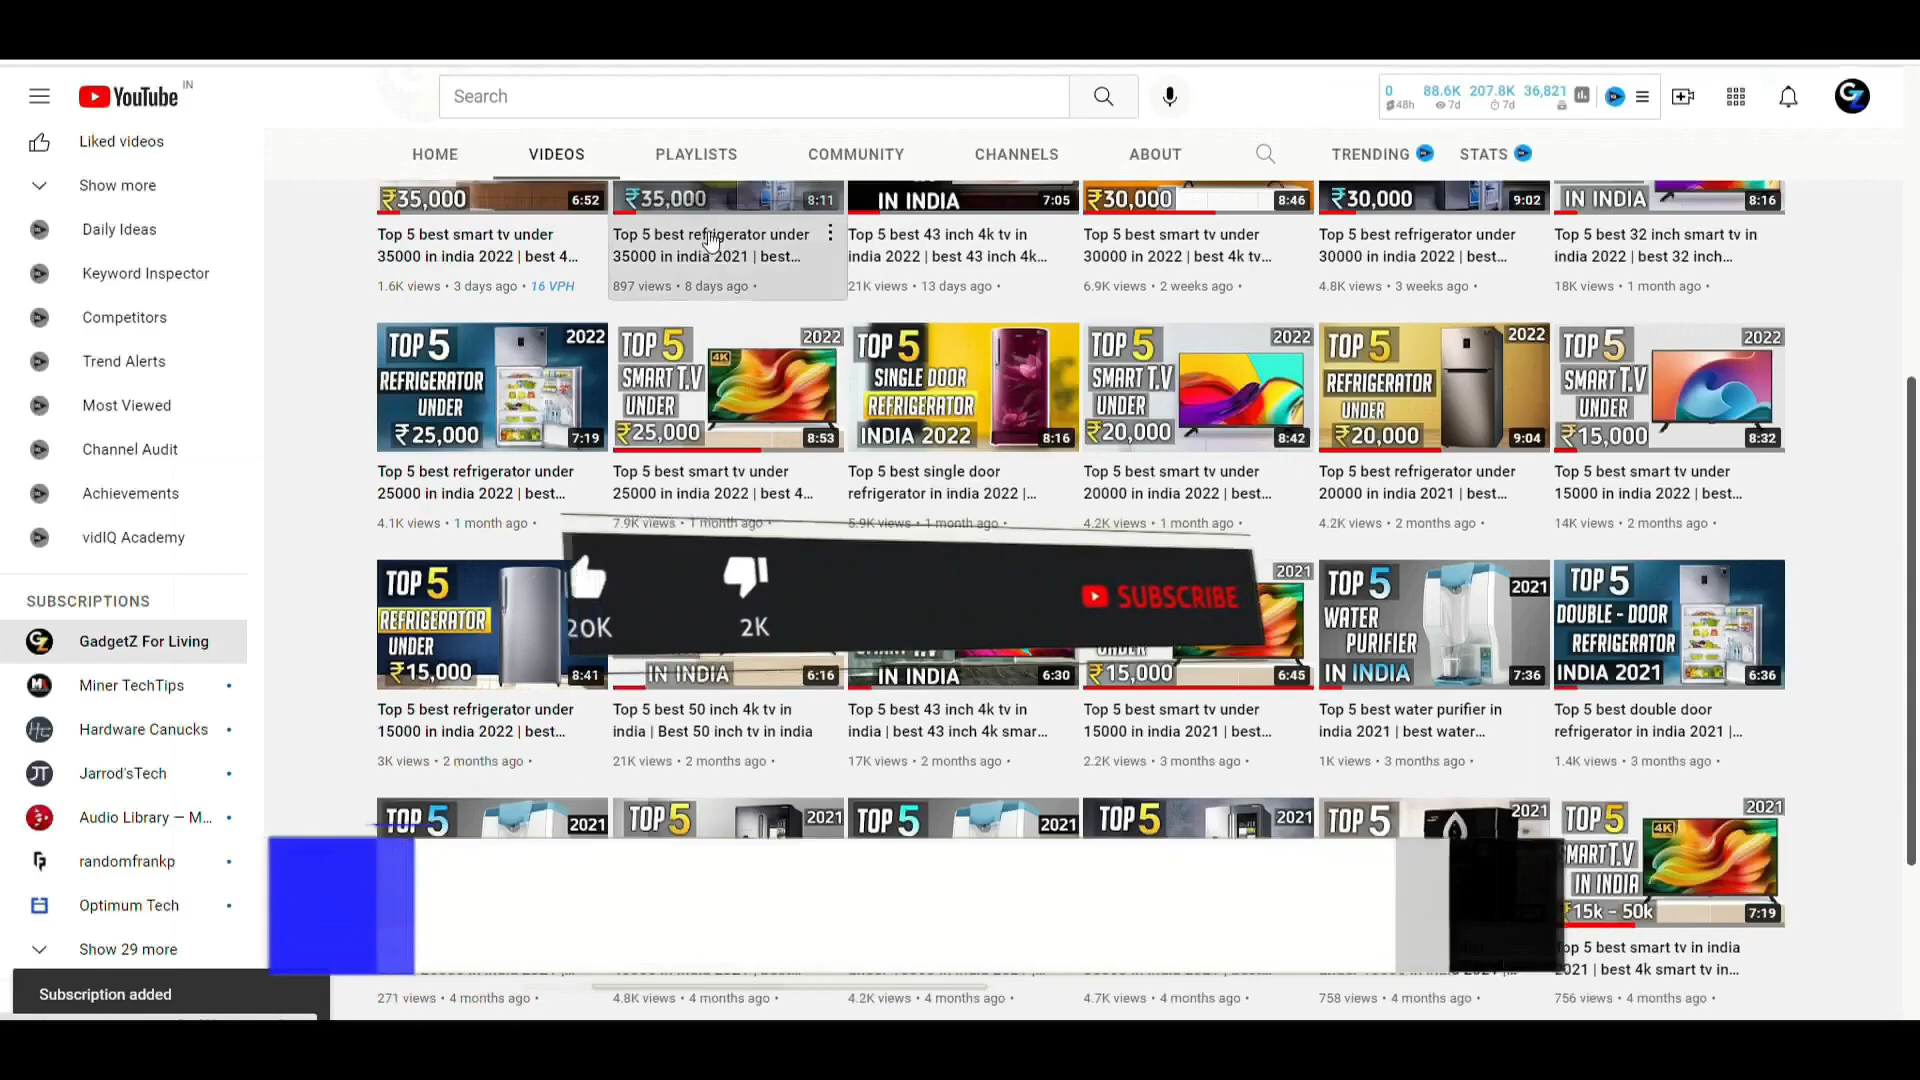 YouTube IN
Search
0 88.6K 207.8K 36,821
48h 7d 7d
Liked videos
Show more
Daily Ideas
Keyword Inspector
Competitors
Trend Alerts
Most Viewed
Channel Audit
Achievements
vidIQ Academy
SUBSCRIPTIONS
GadgetZ For Living
Miner TechTips
Hardware Canucks
Jarrod'sTech
Audio Library — M...
randomfrankp
Optimum Tech
Show 29 more
Subscription added
HOME VIDEOS PLAYLISTS COMMUNITY CHANNELS ABOUT TRENDING STATS
₹35,000 6:52 ₹35,000 8:11 IN INDIA 7:05 ₹30,000 8:46 ₹30,000 9:02 IN INDIA 8:16
Top 5 best smart tv under
35000 in india 2022 | best 4...
1.6K views • 3 days ago • 16 VPH
Top 5 best refrigerator under
35000 in india 2021 | best...
897 views • 8 days ago •
Top 5 best 43 inch 4k tv in
india 2022 | best 43 inch 4k...
21K views • 13 days ago •
Top 5 best smart tv under
30000 in 2022 | best 4k tv...
6.9K views • 2 weeks ago •
Top 5 best refrigerator under
30000 in india 2022 | best...
4.8K views • 3 weeks ago •
Top 5 best 32 inch smart tv in
india 2022 | best 32 inch...
18K views • 1 month ago •
TOP 5 2022
REFRIGERATOR
UNDER
₹25,000 7:19
Top 5 best refrigerator under
25000 in india 2022 | best...
4.1K views • 1 month ago •
TOP 5 2022
4K
SMART T.V
UNDER
₹25,000 8:53
Top 5 best smart tv under
25000 in india 2022 | best 4...
7.9K views • 1 month ago •
TOP 5
SINGLE DOOR
REFRIGERATOR
INDIA 2022 8:16
Top 5 best single door
refrigerator in india 2022 |...
5.9K views • 1 month ago •
TOP 5 2022
SMART T.V
UNDER
₹20,000 8:42
Top 5 best smart tv under
20000 in india 2022 | best...
4.2K views • 1 month ago •
TOP 5 2022
REFRIGERATOR
UNDER
₹20,000 9:04
Top 5 best refrigerator under
20000 in india 2021 | best...
4.2K views • 2 months ago •
TOP 5 2022
SMART T.V
UNDER
₹15,000 8:32
Top 5 best smart tv under
15000 in india 2022 | best...
14K views • 2 months ago •
20K 2K SUBSCRIBE
TOP 5
REFRIGERATOR
UNDER
₹15,000 8:41
Top 5 best refrigerator under
15000 in india 2022 | best...
3K views • 2 months ago •
IN INDIA 6:16
Top 5 best 50 inch 4k tv in
india | Best 50 inch tv in india
21K views • 2 months ago •
IN INDIA 6:30
Top 5 best 43 inch 4k tv in
india | best 43 inch 4k smar...
17K views • 2 months ago •
2021
UNDER
₹15,000 6:45
Top 5 best smart tv under
15000 in india 2021 | best...
2.2K views • 3 months ago •
TOP 5 2021
WATER
PURIFIER
IN INDIA 7:36
Top 5 best water purifier in
india 2021 | best water...
1K views • 3 months ago •
TOP 5
DOUBLE - DOOR
REFRIGERATOR
INDIA 2021 6:36
Top 5 best double door
refrigerator in india 2021 |...
1.4K views • 3 months ago •
TOP 5 2021
271 views • 4 months ago •
TOP 5 2021
4.8K views • 4 months ago •
TOP 5 2021
4.2K views • 4 months ago •
TOP 5 2021
4.7K views • 4 months ago •
TOP 5 2021
758 views • 4 months ago •
TOP 5 2021
4K
SMART T.V
IN INDIA
₹15k - 50k 7:19
Top 5 best smart tv in india
2021 | best 4k smart tv in...
756 views • 4 months ago •